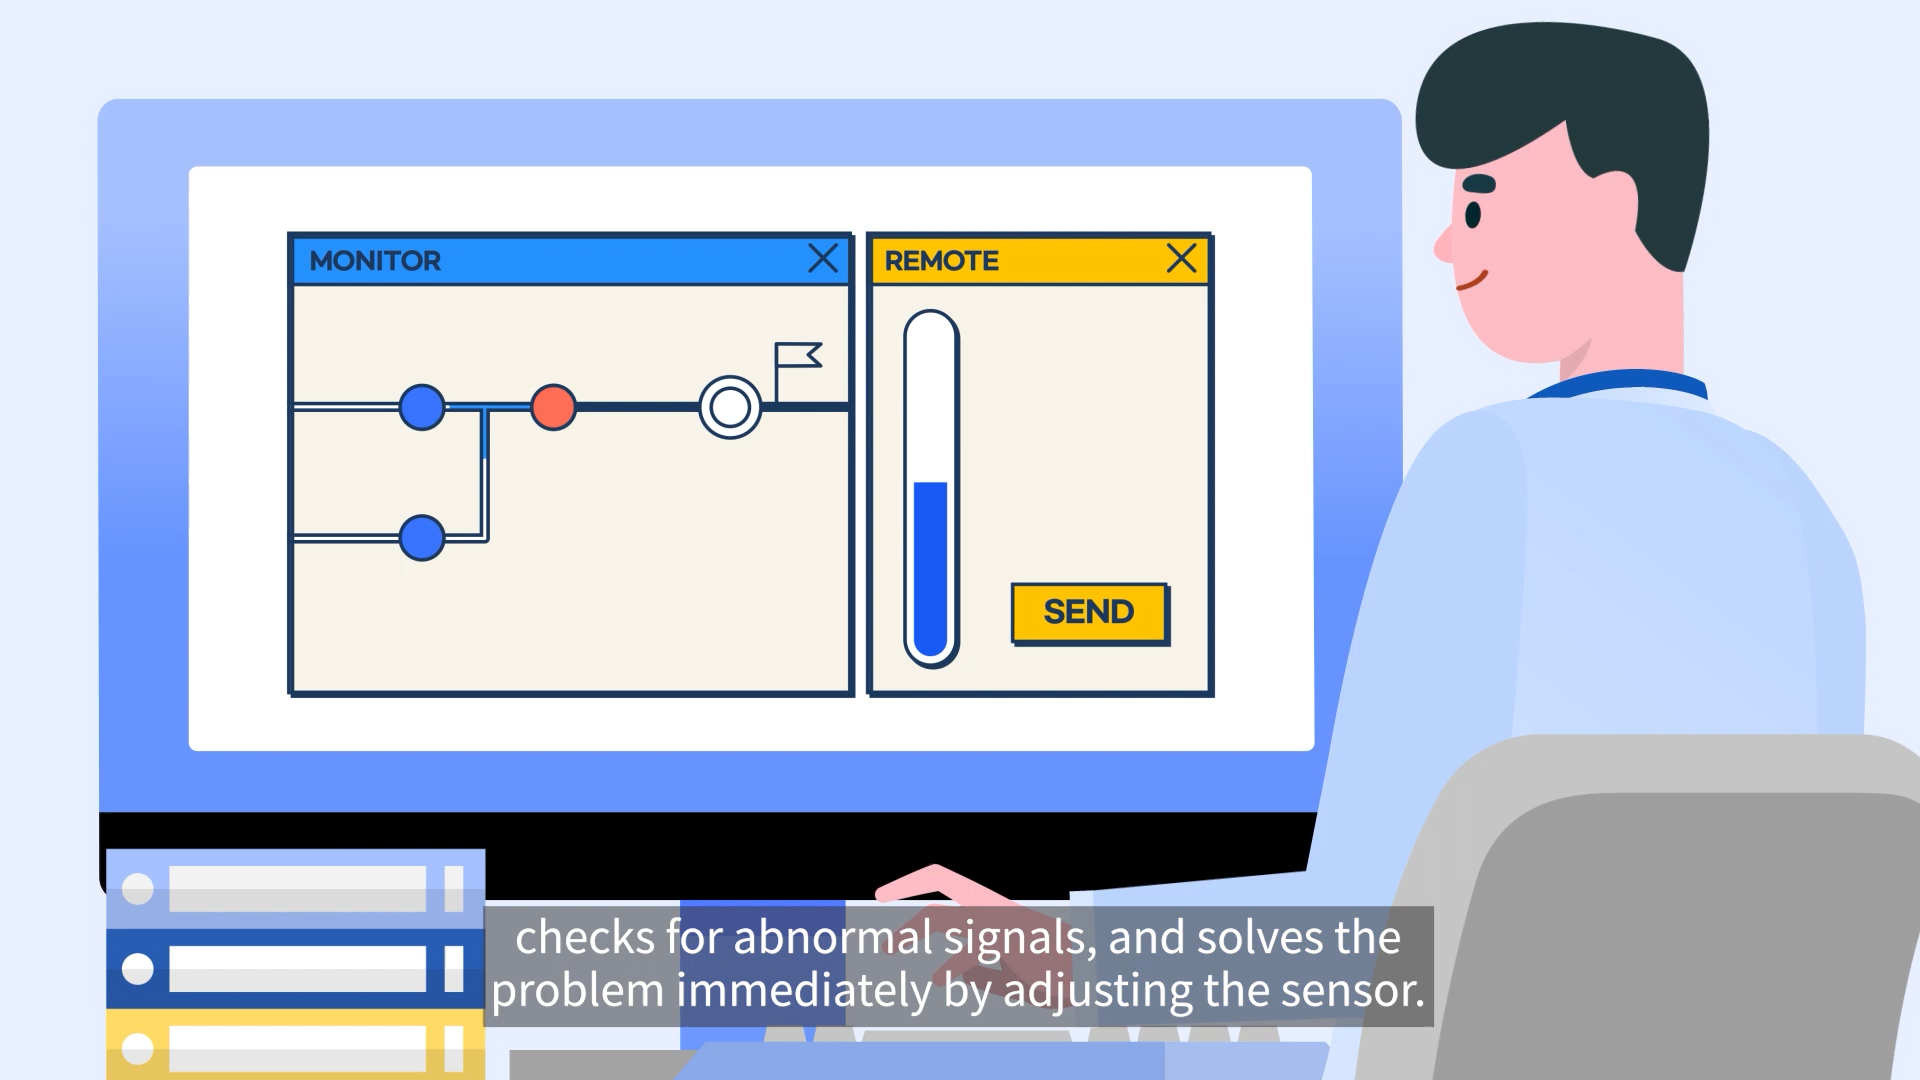 MONITOR
REMOTE
SEND
checks for abnormal signals, and solves the
problem immediately by adjusting the sensor.